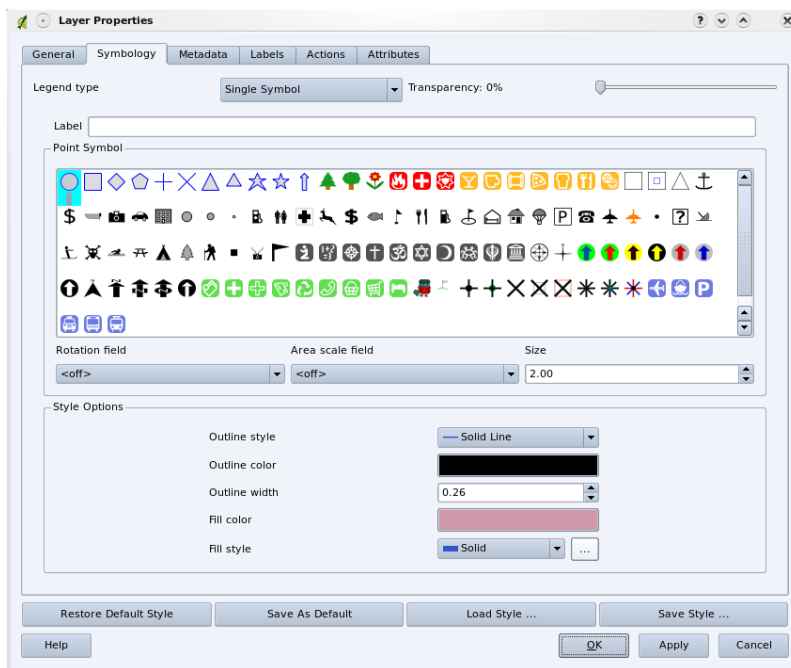 Layer Properties
General Symbology Metadata Labels Actions Attributes
Legend type Single Symbol Transparency: 0%
Label
Point Symbol
Rotation field Area scale field Size
<off> <off> 2.00
Style Options
Outline style Solid Line
Outline color
Outline width 0.26
Fill color
Fill style Solid ...
Restore Default Style Save As Default Load Style ... Save Style ...
Help OK Apply Cancel